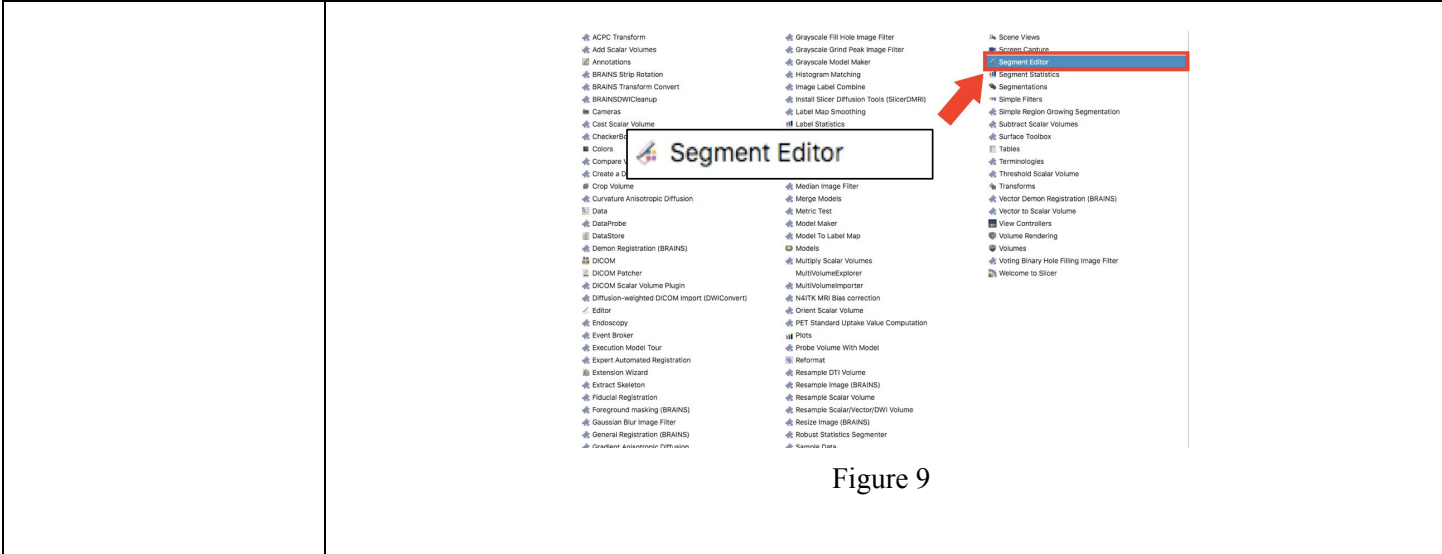 ACPC Transform
Add Scalar Volumes
Annotations
BRAINS Strip Rotation
BRAINS Transform Convert
BRAINSDWICleanup
Cameras
Cast Scalar Volume
CheckerBo
Colors
Compare V
Create a D
Crop Volume
Curvature Anisotropic Diffusion
Data
DataProbe
DataStore
Demon Registration (BRAINS)
DICOM
DICOM Patcher
DICOM Scalar Volume Plugin
Diffusion-weighted DICOM Import (DWIConvert)
Editor
Endoscopy
Event Broker
Execution Model Tour
Expert Automated Registration
Extension Wizard
Extract Skeleton
Fiducial Registration
Foreground masking (BRAINS)
Gaussian Blur Image Filter
General Registration (BRAINS)
Gradient Anisotropic Diffusion
Grayscale Fill Hole Image Filter
Grayscale Grind Peak Image Filter
Grayscale Model Maker
Histogram Matching
Image Label Combine
Install Slicer Diffusion Tools (SlicerDMRI)
Label Map Smoothing
Label Statistics
Segment Editor
Median Image Filter
Merge Models
Metric Test
Model Maker
Model To Label Map
Models
Multiply Scalar Volumes
MultiVolumeExplorer
MultiVolumeImporter
N4ITK MRI Bias correction
Orient Scalar Volume
PET Standard Uptake Value Computation
Plots
Probe Volume With Model
Reformat
Resample DTI Volume
Resample Image (BRAINS)
Resample Scalar Volume
Resample Scalar/Vector/DWI Volume
Resize Image (BRAINS)
Robust Statistics Segmenter
Sample Data
Scene Views
Screen Capture
Segment Editor
Segment Statistics
Segmentations
Simple Filters
Simple Region Growing Segmentation
Subtract Scalar Volumes
Surface Toolbox
Tables
Terminologies
Threshold Scalar Volume
Transforms
Vector Demon Registration (BRAINS)
Vector to Scalar Volume
View Controllers
Volume Rendering
Volumes
Voting Binary Hole Filling Image Filter
Welcome to Slicer
Figure 9